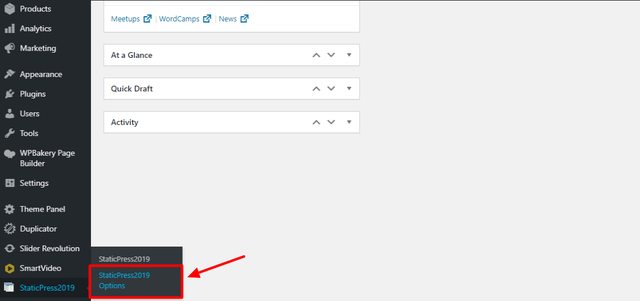 Products
Analytics
Marketing
Appearance
Plugins
Users
Tools
WPBakery Page
Builder
Settings
Theme Panel
Duplicator
Slider Revolution
SmartVideo
StaticPress2019
Meetups | WordCamps | News
At a Glance
Quick Draft
Activity
StaticPress2019
StaticPress2019
Options